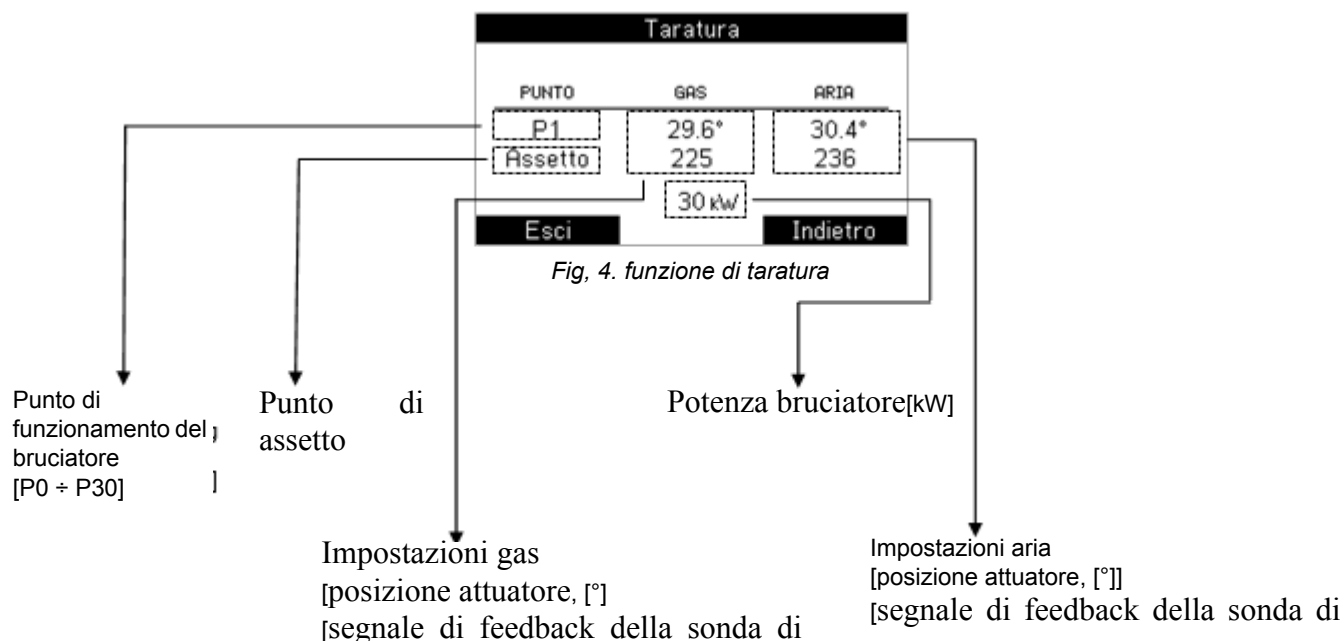 Taratura
PUNTO GAS ARIA
P1 29.6° 30.4°
Assetto 225 236
30 kW
Esci Indietro
Fig, 4. funzione di taratura
Punto di
funzionamento del
bruciatore
[P0 ÷ P30]
Punto di
assetto
Potenza bruciatore[kW]
Impostazioni gas
[posizione attuatore, [°]
[segnale di feedback della sonda di
Impostazioni aria
[posizione attuatore, [°]]
[segnale di feedback della sonda di